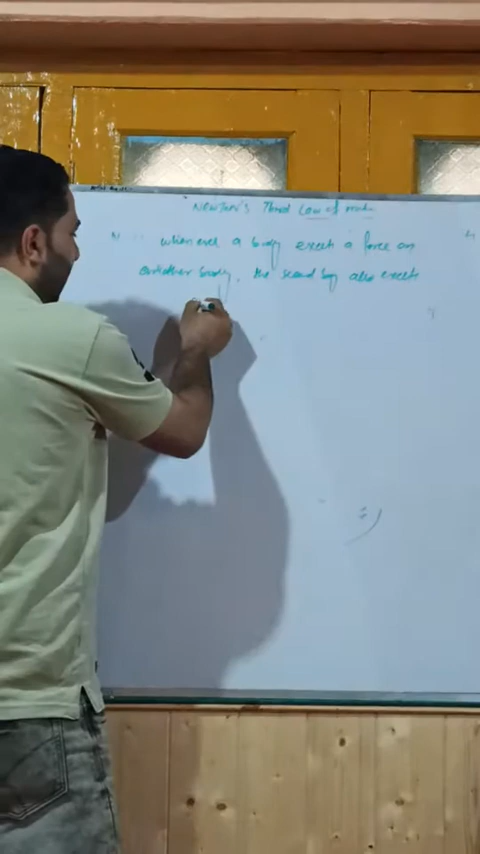 NEWTON'S Third Law of motion
whenever a body exerts a force on
another body, the second body also exerts